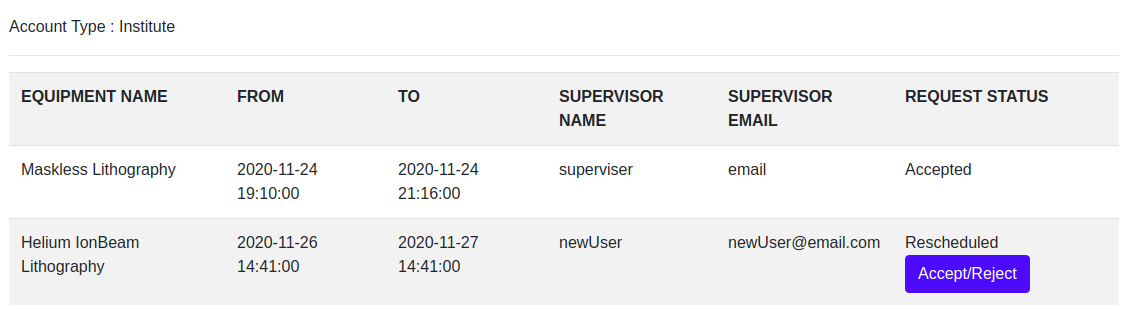 Account Type : Institute
EQUIPMENT NAME FROM TO SUPERVISOR NAME SUPERVISOR EMAIL REQUEST STATUS
Maskless Lithography 2020-11-24 19:10:00 2020-11-24 21:16:00 superviser email Accepted
Helium IonBeam Lithography 2020-11-26 14:41:00 2020-11-27 14:41:00 newUser newUser@email.com Rescheduled
Accept/Reject